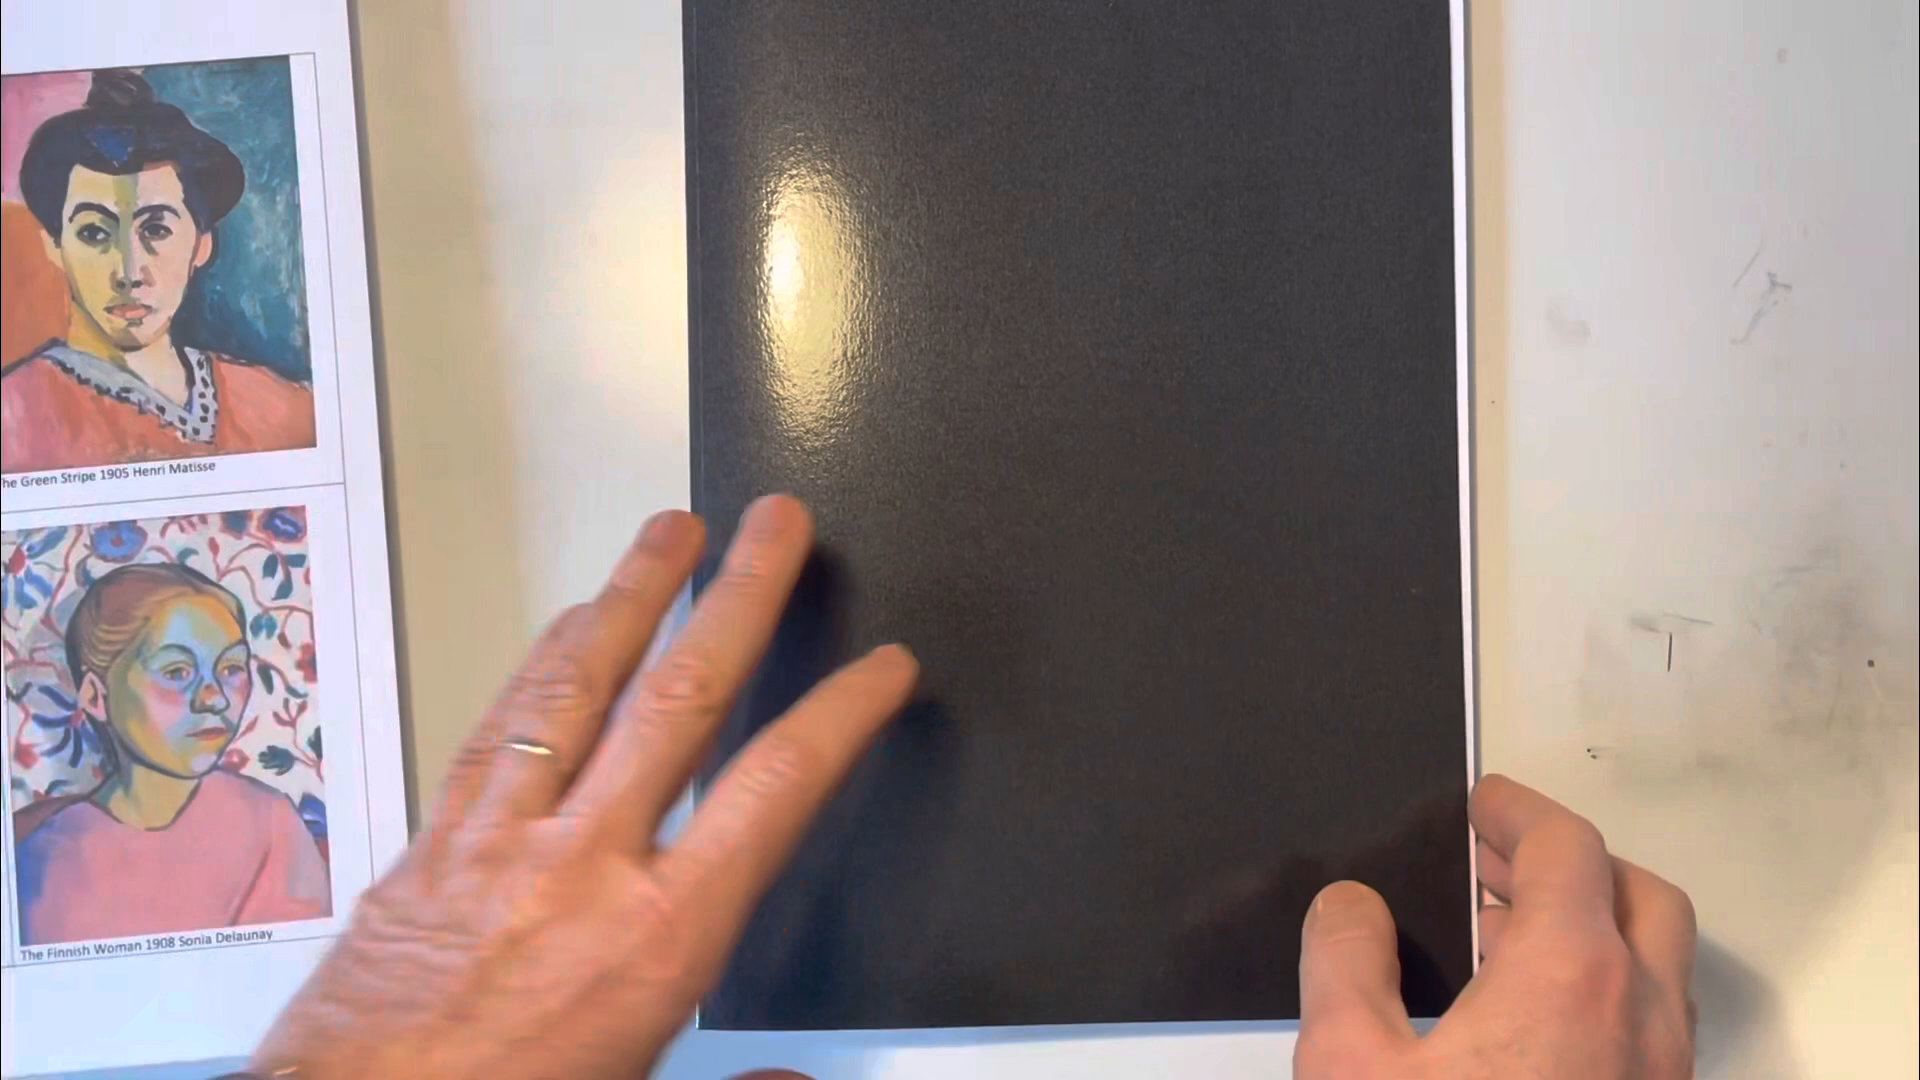 he Green Stripe 1905 Henri Matisse
The Finnish Woman 1908 Sonia Delaunay